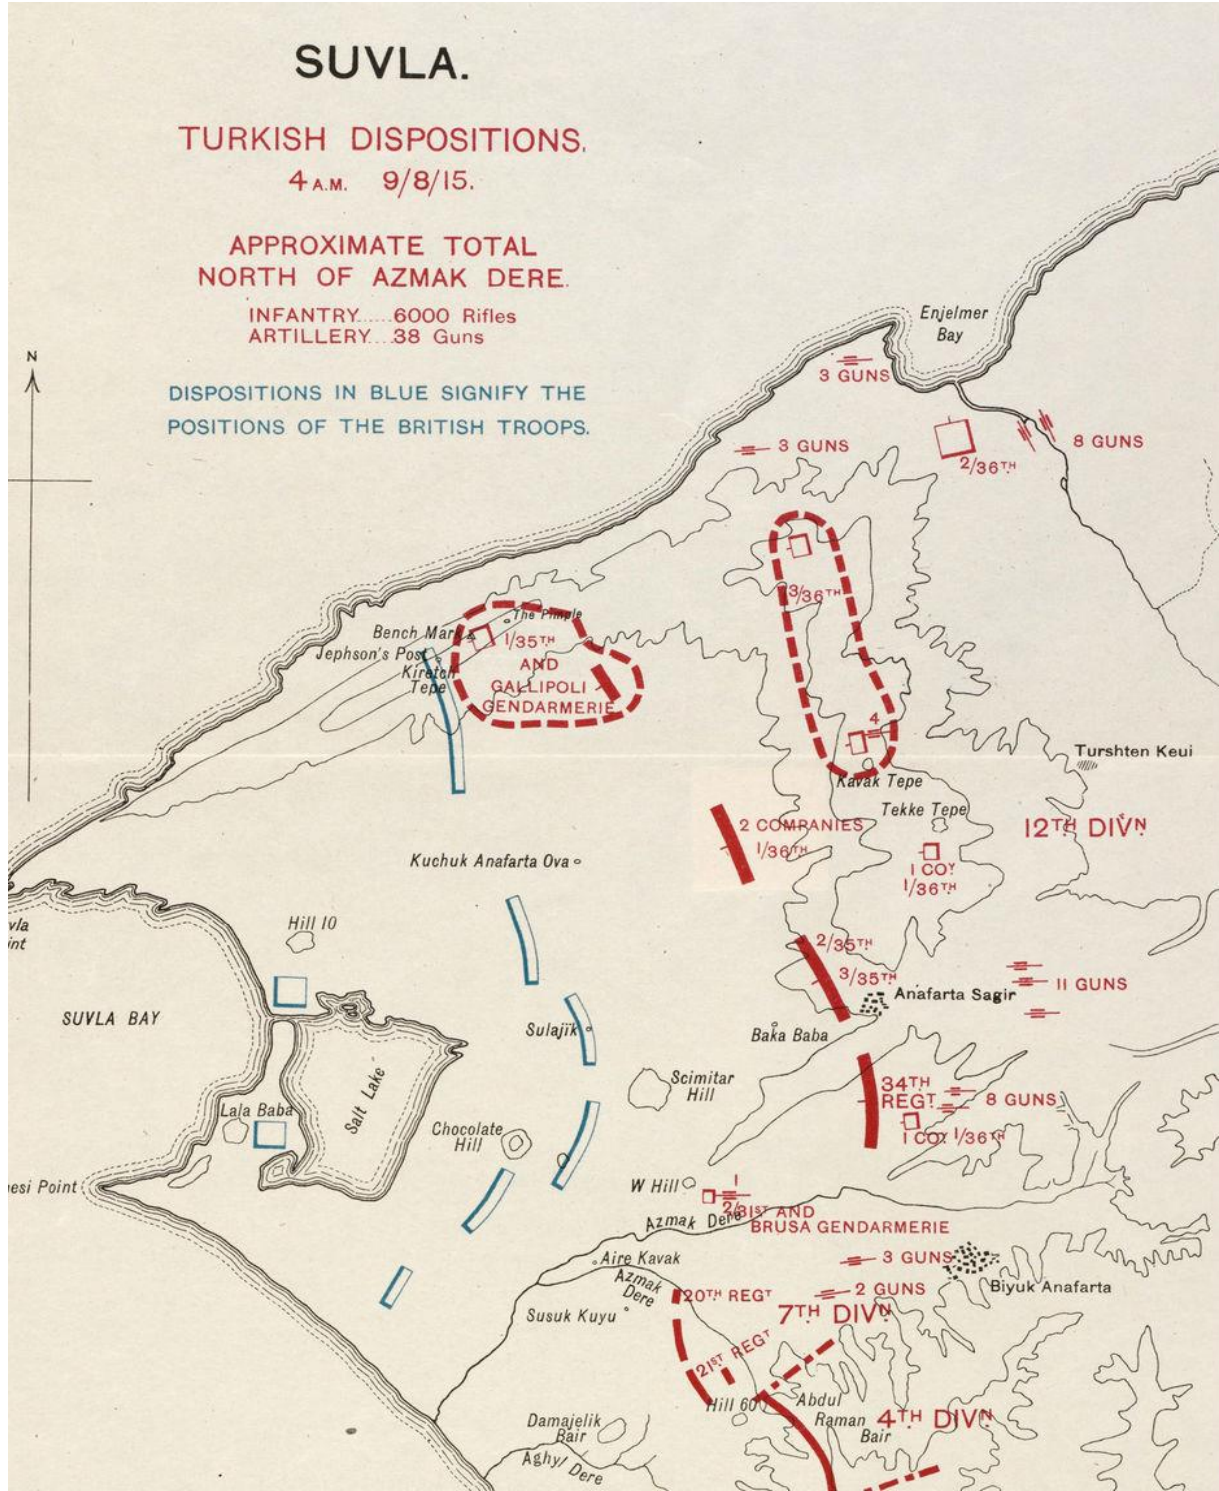 SUVLA.
TURKISH DISPOSITIONS.
4 A.M. 9/8/15.
APPROXIMATE TOTAL
NORTH OF AZMAK DERE.
INFANTRY.....6000 Rifles
ARTILLERY...38 Guns
N
DISPOSITIONS IN BLUE SIGNIFY THE
POSITIONS OF THE BRITISH TROOPS.
Enjelmer
Bay
3 GUNS
3 GUNS
8 GUNS
2/36TH
3/36TH
The Pimple
Bench Mark
Jephson's Post
Kiretch
Tepe
1/35TH
AND
GALLIPOLI
GENDARMERIE
4
Turshten Keui
Kavak Tepe
Tekke Tepe
12TH DIVN
2 COMPANIES
1/36TH
1 COY
1/36TH
Kuchuk Anafarta Ova
vla
int
Hill 10
2/35TH
3/35TH
11 GUNS
Anafarta Sagir
SUVLA BAY
Sulajik
Baka Baba
Salt Lake
Scimitar
Hill
34TH
REGT
8 GUNS
1 COY 1/36TH
Lala Baba
Chocolate
Hill
esi Point
W Hill
1
2/31ST AND
BRUSA GENDARMERIE
Azmak Dere
Aire Kavak
3 GUNS
Azmak
Dere
Biyuk Anafarta
20TH REGT
2 GUNS
Susuk Kuyu
7TH DIVN
21ST REGT
Hill 60
Abdul
Raman
Bair
4TH DIVN
Damajelik
Bair
Aghyl Dere